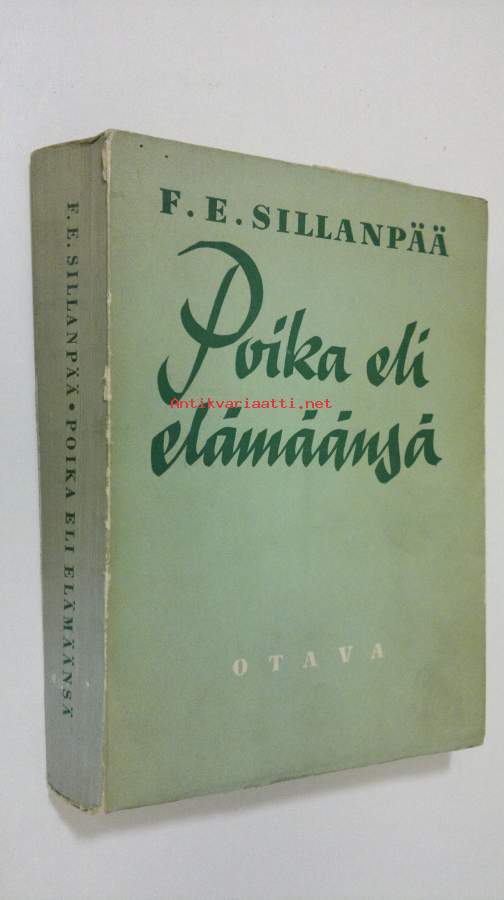 F. E. SILLANPÄÄ
Poika eli
elämäänsä
OTAVA
F. E. SILLANPÄÄ • POIKA ELI ELÄMÄÄNSÄ
Antikvariaatti.net